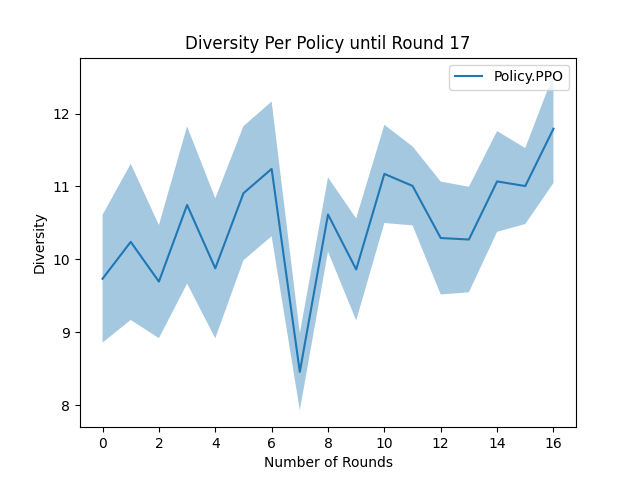 Diversity Per Policy until Round 17
Policy.PPO
12
11
10
9
8
Diversity
0 2 4 6 8 10 12 14 16
Number of Rounds